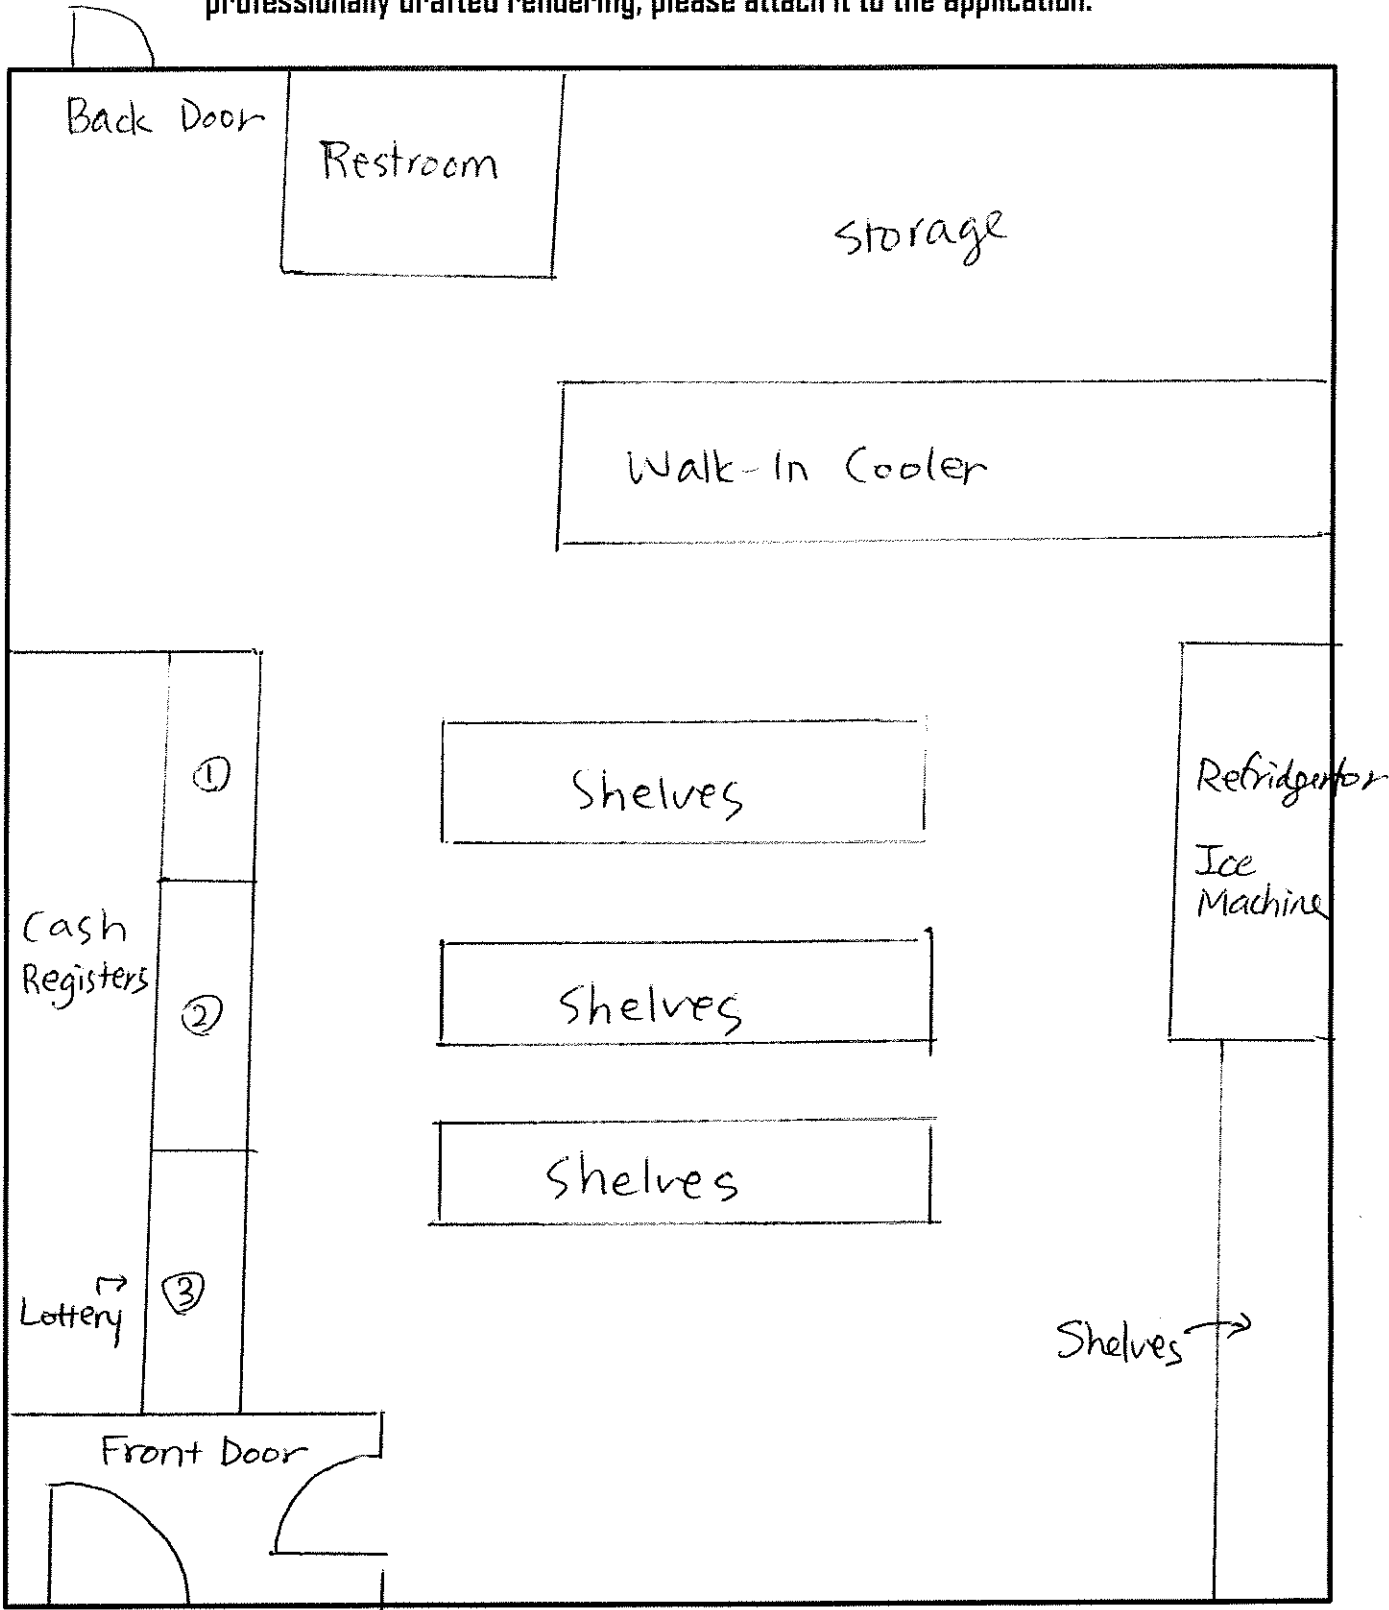 professionally drafted rendering, please attach it to the application.
Back Door
Restroom
Storage
Walk-In Cooler
①
Shelves
Refridgertor
Ice
Machine
Cash
Registers
②
Shelves
Shelves
Lottery
③
Shelves
Front Door